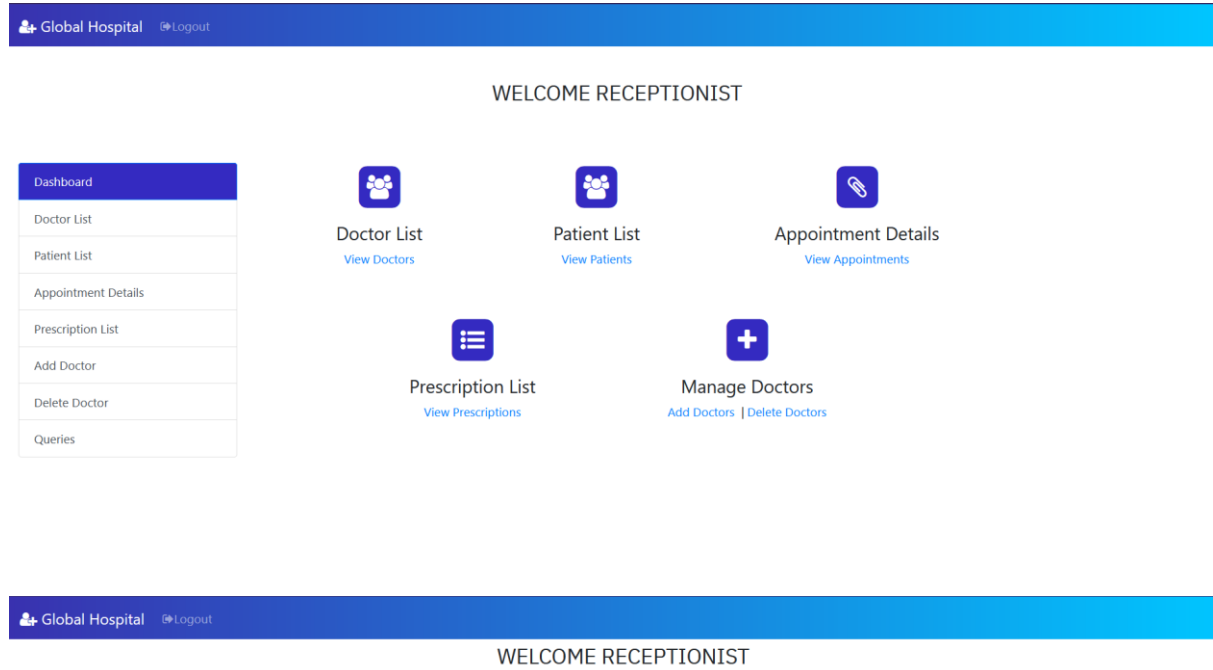 Global Hospital Logout
WELCOME RECEPTIONIST
Dashboard
Doctor List
Patient List
Appointment Details
Prescription List
Add Doctor
Delete Doctor
Queries
Doctor List
View Doctors
Patient List
View Patients
Appointment Details
View Appointments
Prescription List
View Prescriptions
Manage Doctors
Add Doctors | Delete Doctors
Global Hospital Logout
WELCOME RECEPTIONIST